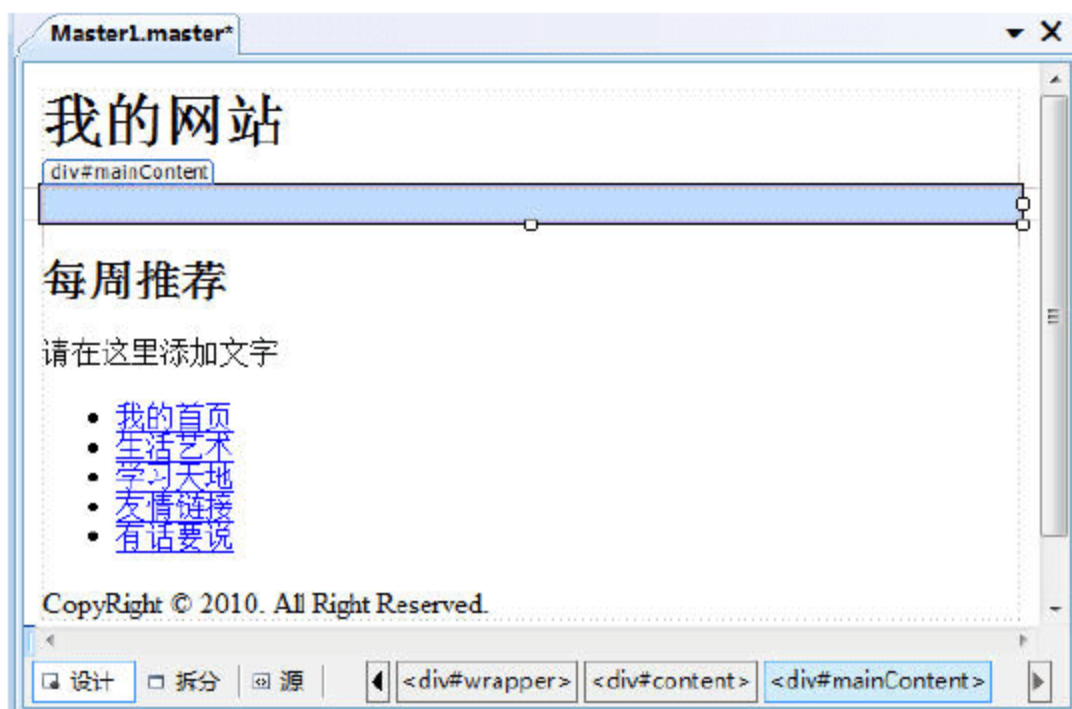 Master1.master*
我的网站
div#mainContent
每周推荐
请在这里添加文字
我的首页
生活艺术
学习天地
友情链接
有话要说
CopyRight © 2010. All Right Reserved.
设计 拆分 源 <div#wrapper> <div#content> <div#mainContent>